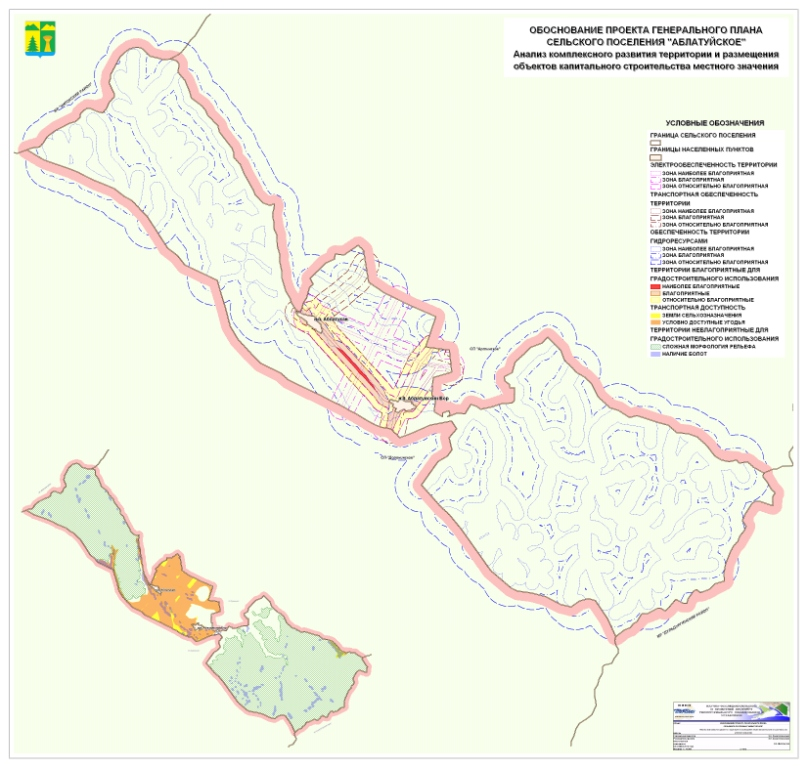 ОБОСНОВАНИЕ ПРОЕКТА ГЕНЕРАЛЬНОГО ПЛАНА
СЕЛЬСКОГО ПОСЕЛЕНИЯ "АБЛАТУЙСКОЕ"
Анализ комплексного развития территории и размещения
объектов капитального строительства местного значения
УСЛОВНЫЕ ОБОЗНАЧЕНИЯ
ГРАНИЦА СЕЛЬСКОГО ПОСЕЛЕНИЯ
ГРАНИЦЫ НАСЕЛЕННЫХ ПУНКТОВ
ЭЛЕКТРООБЕСПЕЧЕННОСТЬ ТЕРРИТОРИИ
ЗОНА НАИБОЛЕЕ БЛАГОПРИЯТНАЯ
ЗОНА БЛАГОПРИЯТНАЯ
ЗОНА ОТНОСИТЕЛЬНО БЛАГОПРИЯТНАЯ
ТРАНСПОРТНАЯ ОБЕСПЕЧЕННОСТЬ
ТЕРРИТОРИИ
ЗОНА НАИБОЛЕЕ БЛАГОПРИЯТНАЯ
ЗОНА БЛАГОПРИЯТНАЯ
ЗОНА ОТНОСИТЕЛЬНО БЛАГОПРИЯТНАЯ
ОБЕСПЕЧЕННОСТЬ ТЕРРИТОРИИ
ГИДРОРЕСУРСАМИ
ЗОНА НАИБОЛЕЕ БЛАГОПРИЯТНАЯ
ЗОНА БЛАГОПРИЯТНАЯ
ЗОНА ОТНОСИТЕЛЬНО БЛАГОПРИЯТНАЯ
ТЕРРИТОРИИ БЛАГОПРИЯТНЫЕ ДЛЯ
ГРАДОСТРОИТЕЛЬНОГО ИСПОЛЬЗОВАНИЯ
НАИБОЛЕЕ БЛАГОПРИЯТНЫЕ
БЛАГОПРИЯТНЫЕ
ОТНОСИТЕЛЬНО БЛАГОПРИЯТНЫЕ
ТРАНСПОРТНАЯ ДОСТУПНОСТЬ
ЗЕМЛИ СЕЛЬХОЗНАЗНАЧЕНИЯ
УСЛОВНО ДОСТУПНЫЕ УГОДЬЯ
ТЕРРИТОРИИ НЕБЛАГОПРИЯТНЫЕ ДЛЯ
ГРАДОСТРОИТЕЛЬНОГО ИСПОЛЬЗОВАНИЯ
СЛОЖНАЯ МОРФОЛОГИЯ РЕЛЬЕФА
НАЛИЧИЕ БОЛОТ